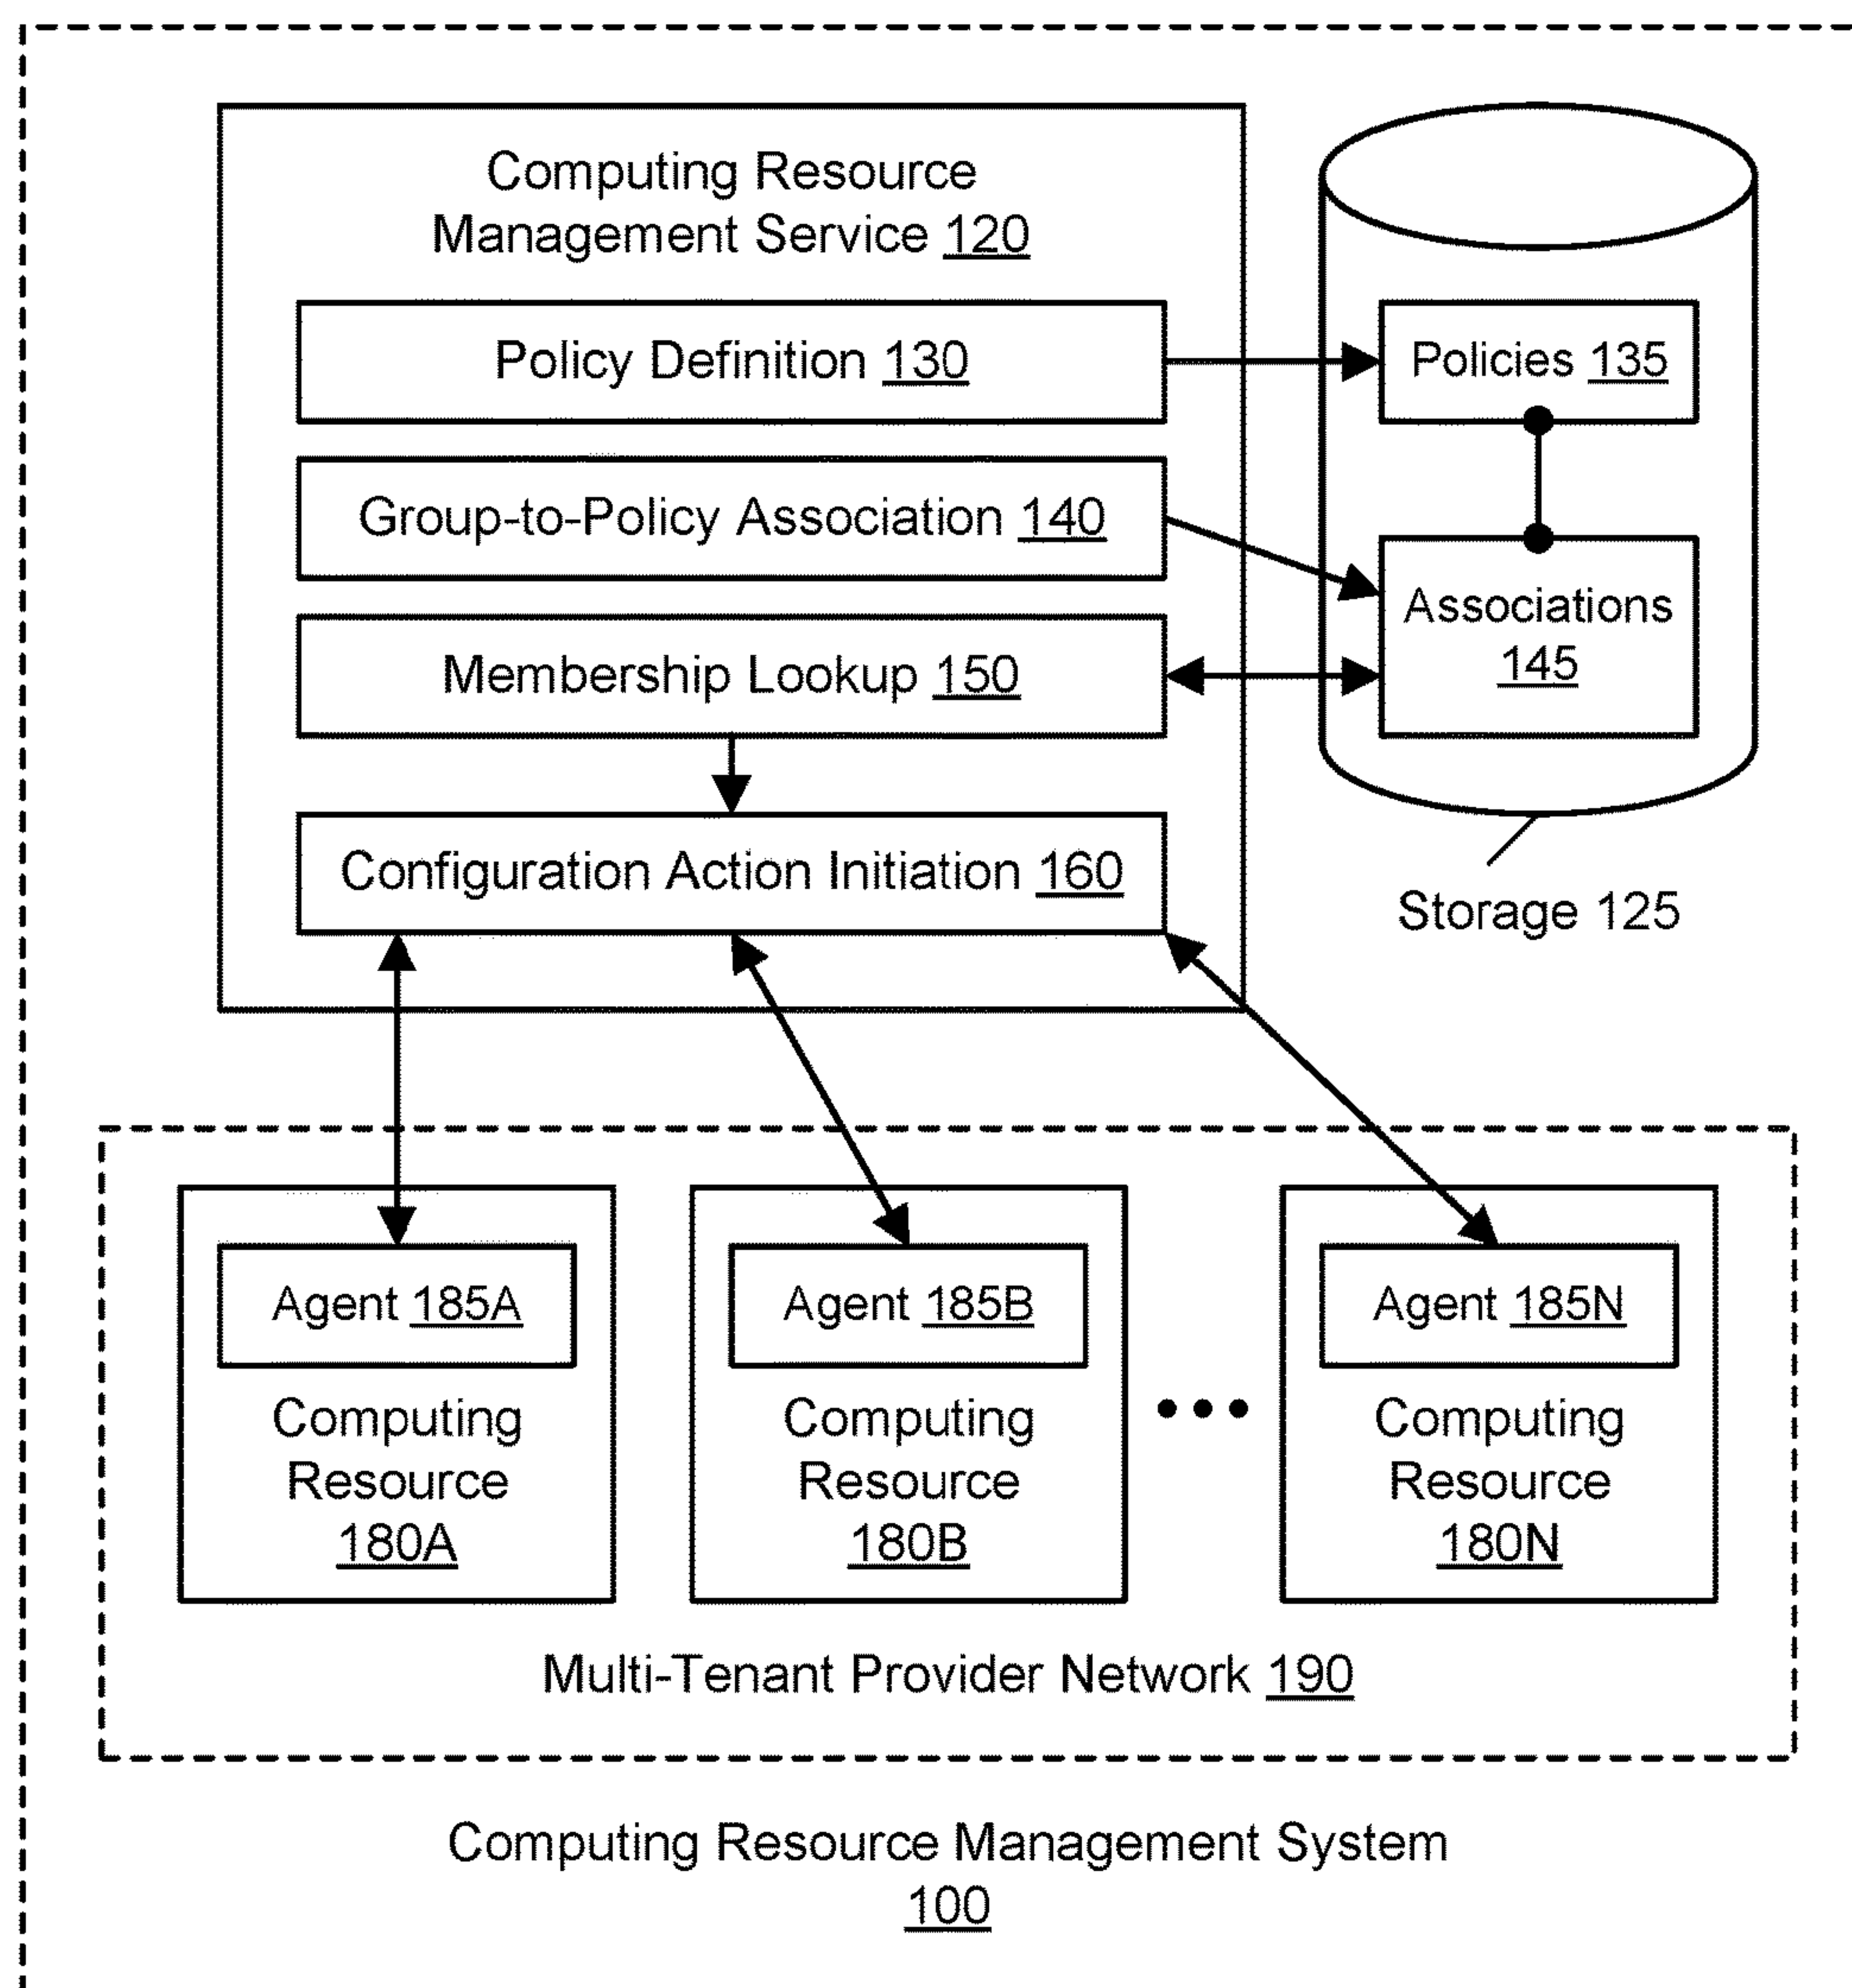 Computing Resource
Management Service 120
Policy Definition 130
Policies 135
Group-to-Policy Association 140
Associations
145
Membership Lookup 150
Configuration Action Initiation 160
Storage 125
Agent 185A
Agent 185B
Agent 185N
Computing
Resource
180A
Computing
Resource
180B
Computing
Resource
180N
Multi-Tenant Provider Network 190
Computing Resource Management System
100